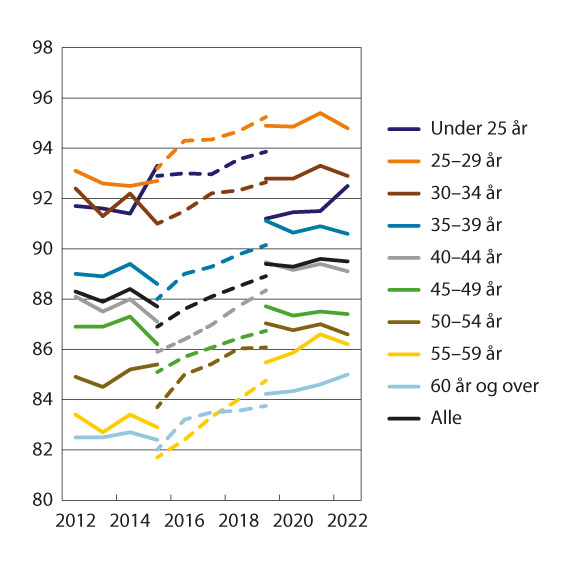 98
96
94
92
90
88
86
84
82
80
2012 2014 2016 2018 2020 2022
Under 25 år
25–29 år
30–34 år
35–39 år
40–44 år
45–49 år
50–54 år
55–59 år
60 år og over
Alle